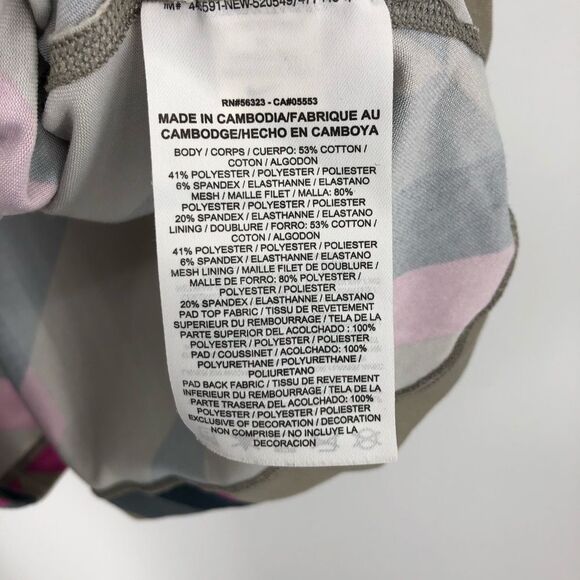 RN#56323 - CA#05553
MADE IN CAMBODIA/FABRIQUE AU
CAMBODGE/HECHO EN CAMBOYA
BODY / CORPS / CUERPO: 53% COTTON /
COTON / ALGODON
41% POLYESTER / POLYESTER / POLIESTER
6% SPANDEX / ELASTHANNE / ELASTANO
MESH / MAILLE FILET / MALLA: 80%
POLYESTER / POLYESTER / POLIESTER
20% SPANDEX / ELASTHANNE / ELASTANO
LINING / DOUBLURE / FORRO: 53% COTTON /
COTON / ALGODON
41% POLYESTER / POLYESTER / POLIESTER
6% SPANDEX / ELASTHANNE / ELASTANO
MESH LINING / MAILLE FILET DE DOUBLURE /
MALLA DE FORRO: 80% POLYESTER /
POLYESTER / POLIESTER
20% SPANDEX / ELASTHANNE / ELASTANO
PAD TOP FABRIC / TISSU DE REVETEMENT
SUPERIEUR DU REMBOURRAGE / TELA DE LA
PARTE SUPERIOR DEL ACOLCHADO : 100%
POLYESTER / POLYESTER / POLIESTER
PAD / COUSSINET / ACOLCHADO: 100%
POLYURETHANE / POLYURETHANE /
POLIURETANO
PAD BACK FABRIC / TISSU DE REVETEMENT
INFERIEUR DU REMBOURRAGE / TELA DE LA
PARTE TRASERA DEL ACOLCHADO: 100%
POLYESTER / POLYESTER / POLIESTER
EXCLUSIVE OF DECORATION / DECORATION
NON COMPRISE / NO INCLUYE LA
DECORACION